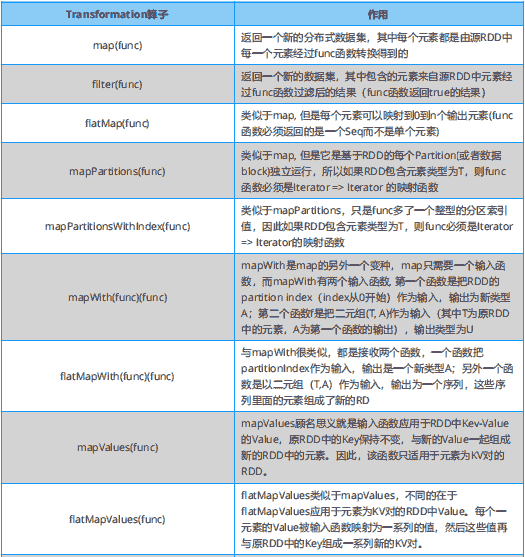 Transformation算子
作用
map(func)
返回一个新的分布式数据集，其中每个元素都是由源RDD中
每一个元素经过func函数转换得到的
filter(func)
返回一个新的数据集，其中包含的元素来自源RDD中元素经
过func函数过滤后的结果（func函数返回true的结果）
flatMap(func)
类似于map, 但是每个元素可以映射到0到n个输出元素(func
函数必须返回的是一个Seq而不是单个元素)
mapPartitions(func)
类似于map, 但是它是基于RDD的每个Partition(或者数据
block)独立运行，所以如果RDD包含元素类型为T，则func
函数必须是Iterator => Iterator 的映射函数
mapPartitionsWithIndex(func)
类似于mapPartitions，只是func多了一个整型的分区索引
值，因此如果RDD包含元素类型为T，则func必须是Iterator
=> Iterator的映射函数
mapWith(func)(func)
mapWith是map的另外一个变种，map只需要一个输入函
数，而mapWith有两个输入函数, 第一个函数是把RDD的
partition index（index从0开始）作为输入，输出为新类型
A；第二个函数f是把二元组(T, A)作为输入（其中T为原RDD
中的元素，A为第一个函数的输出），输出类型为U
flatMapWith(func)(func)
与mapWith很类似，都是接收两个函数，一个函数把
partitionIndex作为输入，输出是一个新类型A；另外一个函
数是以二元组（T,A）作为输入，输出为一个序列，这些序
列里面的元素组成了新的RD
mapValues(func)
mapValues顾名思义就是输入函数应用于RDD中Kev-Value
的Value，原RDD中的Key保持不变，与新的Value一起组成
新的RDD中的元素。因此，该函数只适用于元素为KV对的
RDD。
flatMapValues(func)
flatMapValues类似于mapValues，不同的在于
flatMapValues应用于元素为KV对的RDD中Value。每个一
元素的Value被输入函数映射为一系列的值，然后这些值再
与原RDD中的Key组成一系列新的KV对。